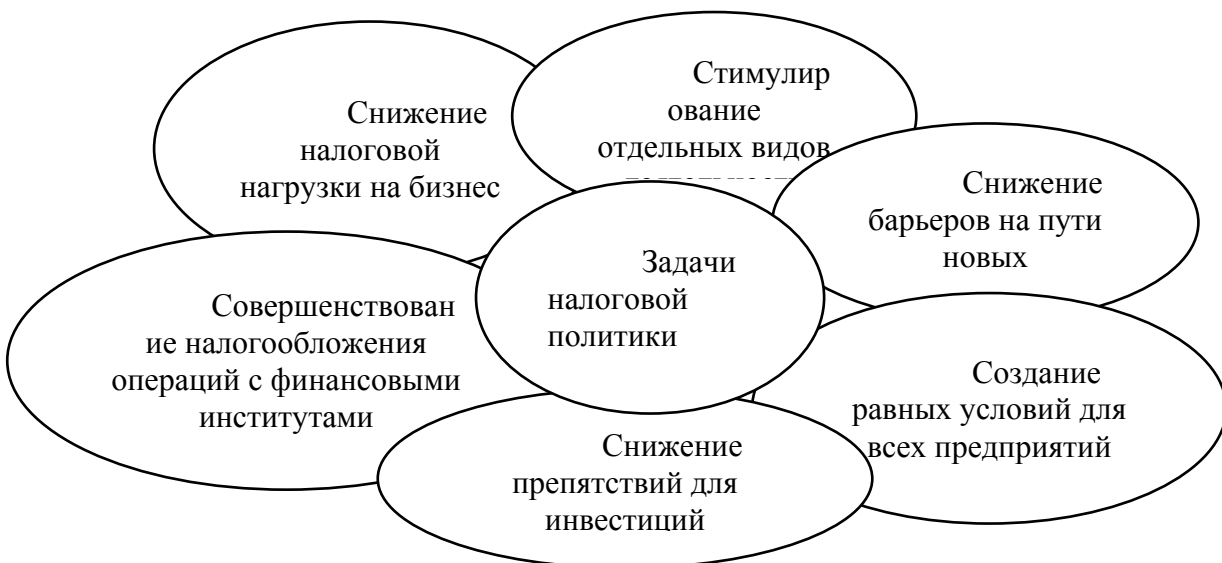 Снижение
налоговой
нагрузки на бизнес
Стимулир
ование
отдельных видов
Снижение
барьеров на пути
новых
Задачи
налоговой
политики
Совершенствован
ие налогообложения
операций с финансовыми
институтами
Создание
равных условий для
всех предприятий
Снижение
препятствий для
инвестиций